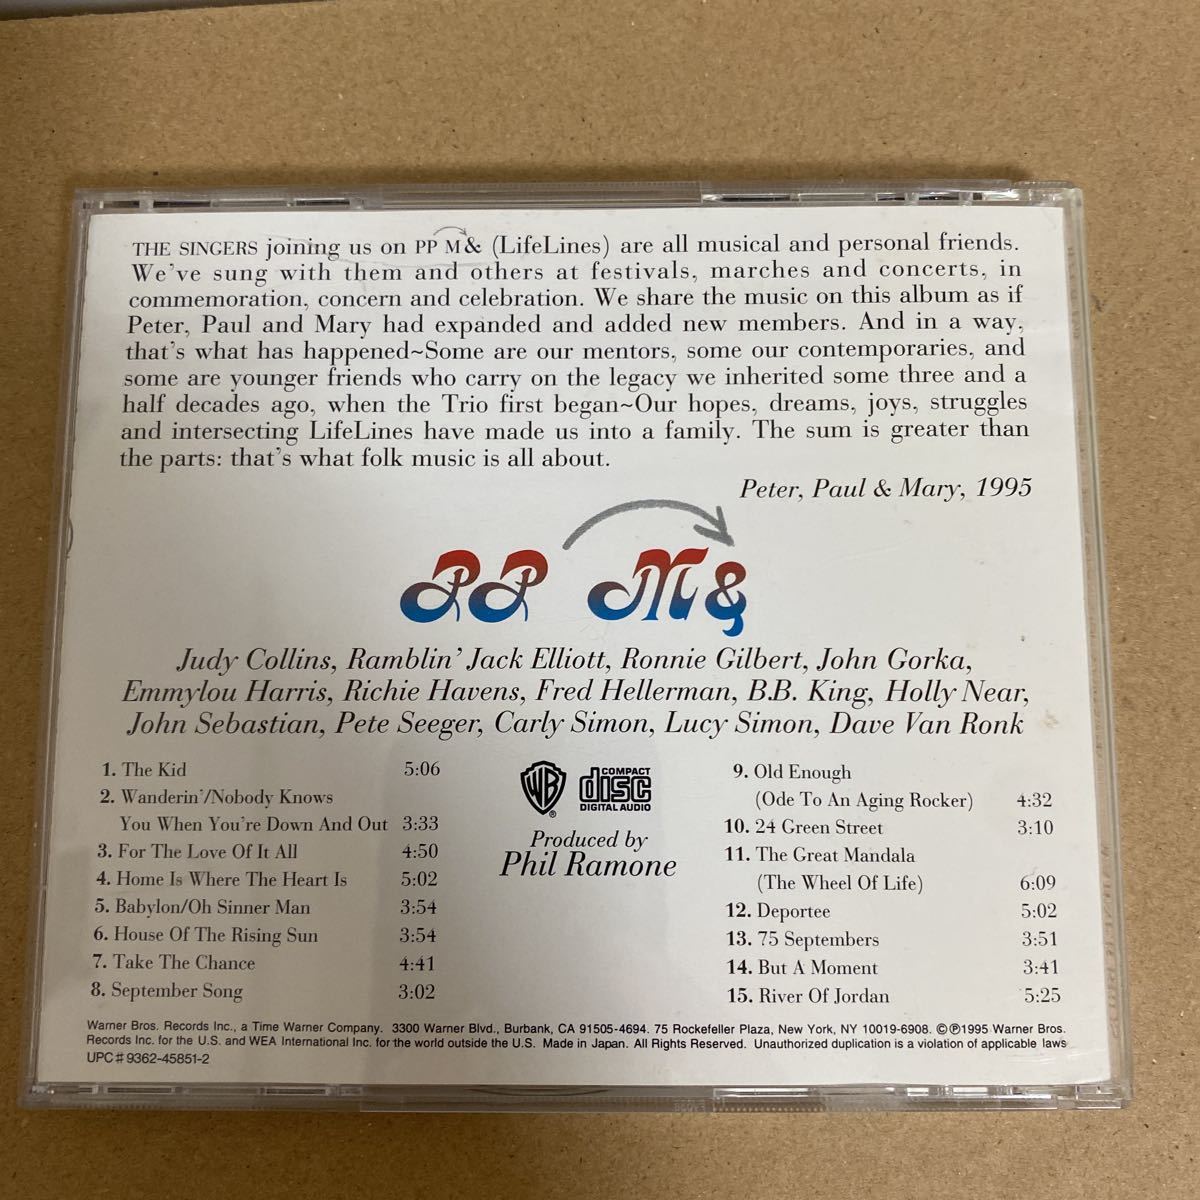 THE SINGERS joining us on PP M& (LifeLines) are all musical and personal friends.
We've sung with them and others at festivals, marches and concerts, in
commemoration, concern and celebration. We share the music on this album as if
Peter, Paul and Mary had expanded and added new members. And in a way,
that's what has happened~Some are our mentors, some our contemporaries, and
some are younger friends who carry on the legacy we inherited some three and a
half decades ago, when the Trio first began~Our hopes, dreams, joys, struggles
and intersecting LifeLines have made us into a family. The sum is greater than
the parts: that's what folk music is all about.
Peter, Paul & Mary, 1995
PP M&
Judy Collins, Ramblin' Jack Elliott, Ronnie Gilbert, John Gorka,
Emmylou Harris, Richie Havens, Fred Hellerman, B.B. King, Holly Near,
John Sebastian, Pete Seeger, Carly Simon, Lucy Simon, Dave Van Ronk
1. The Kid 5:06
2. Wanderin'/Nobody Knows
You When You're Down And Out 3:33
3. For The Love Of It All 4:50
4. Home Is Where The Heart Is 5:02
5. Babylon/Oh Sinner Man 3:54
6. House Of The Rising Sun 3:54
7. Take The Chance 4:41
8. September Song 3:02
WB ®
COMPACT
disc
DIGITAL AUDIO
Produced by
Phil Ramone
9. Old Enough
(Ode To An Aging Rocker) 4:32
10. 24 Green Street 3:10
11. The Great Mandala
(The Wheel Of Life) 6:09
12. Deportee 5:02
13. 75 Septembers 3:51
14. But A Moment 3:41
15. River Of Jordan 5:25
Warner Bros. Records Inc., a Time Warner Company. 3300 Warner Blvd., Burbank, CA 91505-4694. 75 Rockefeller Plaza, New York, NY 10019-6908. ©℗1995 Warner Bros.
Records Inc. for the U.S. and WEA International Inc. for the world outside the U.S. Made in Japan. All Rights Reserved. Unauthorized duplication is a violation of applicable laws
UPC#9362-45851-2